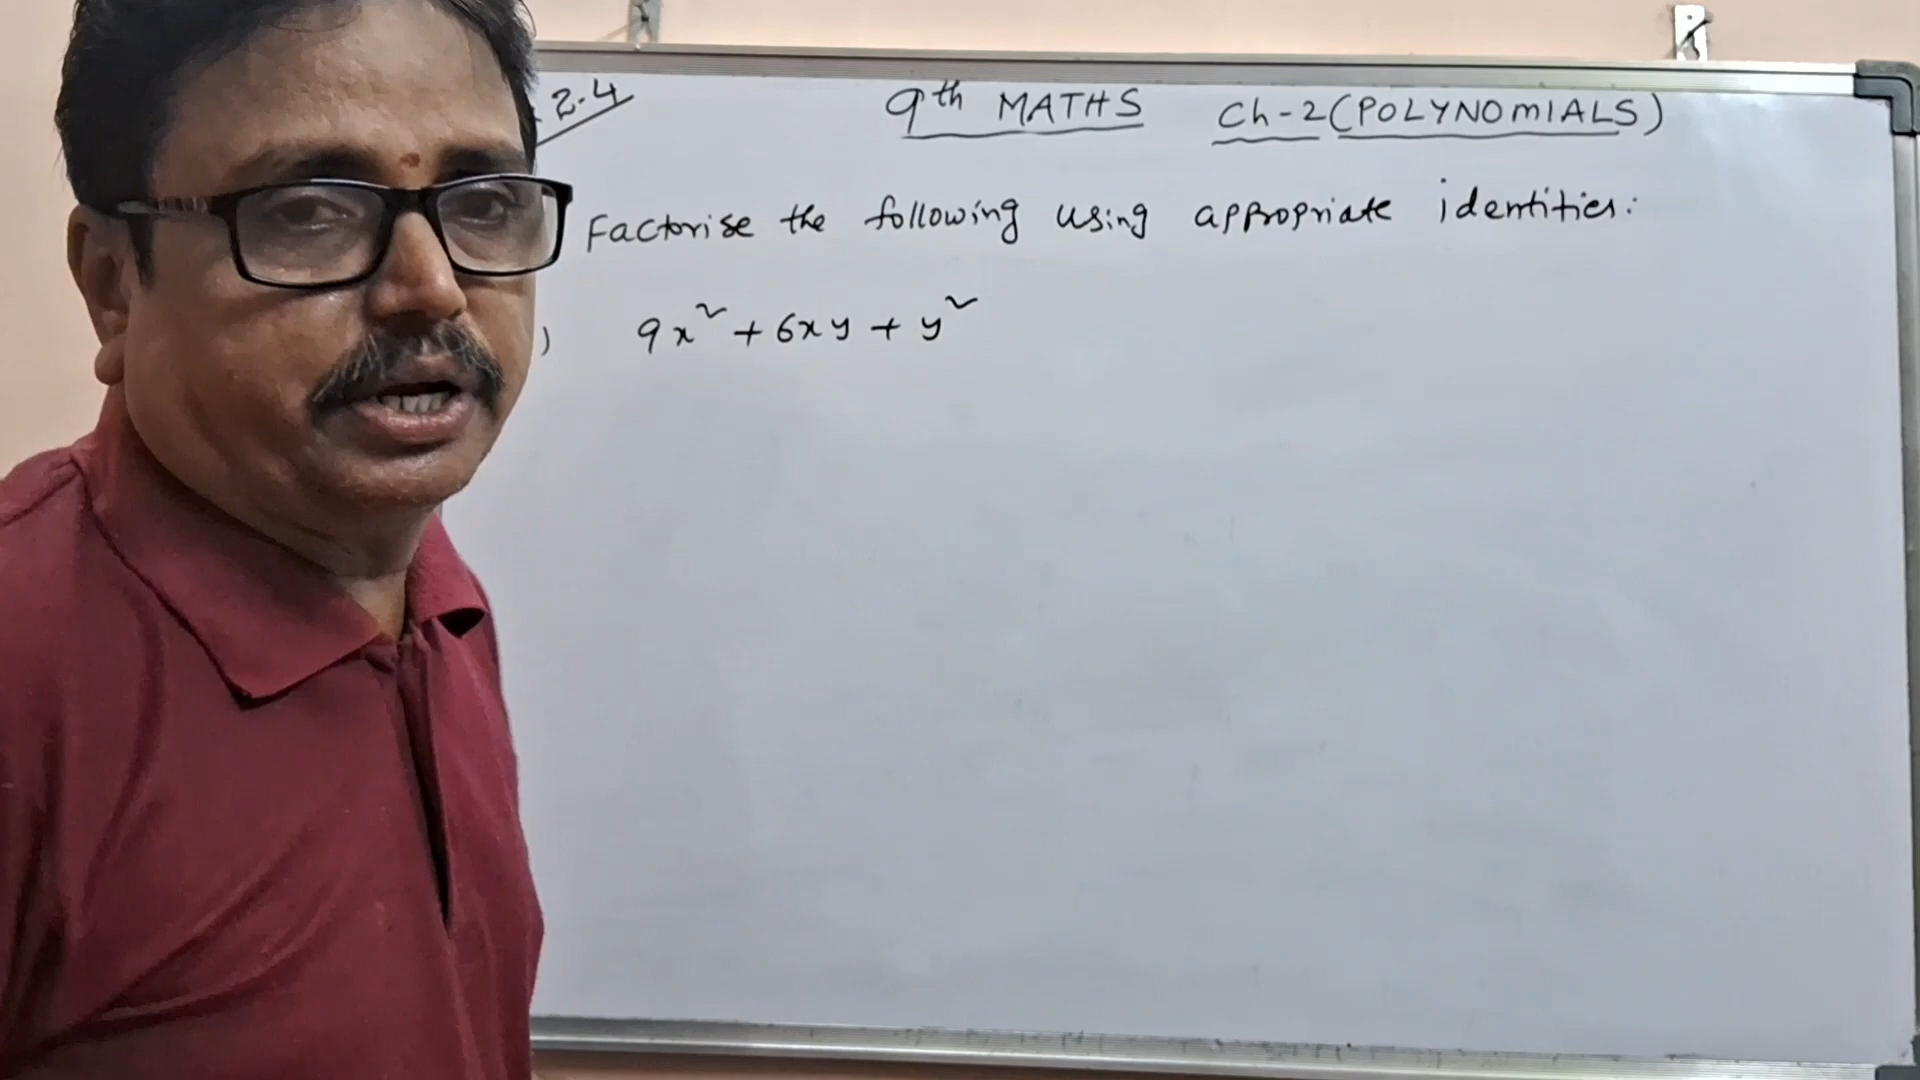 2.4
9th MATHS Ch-2(POLYNOMIALS)
Factorise the following using appropriate identities:
) 9x² + 6xy + y²